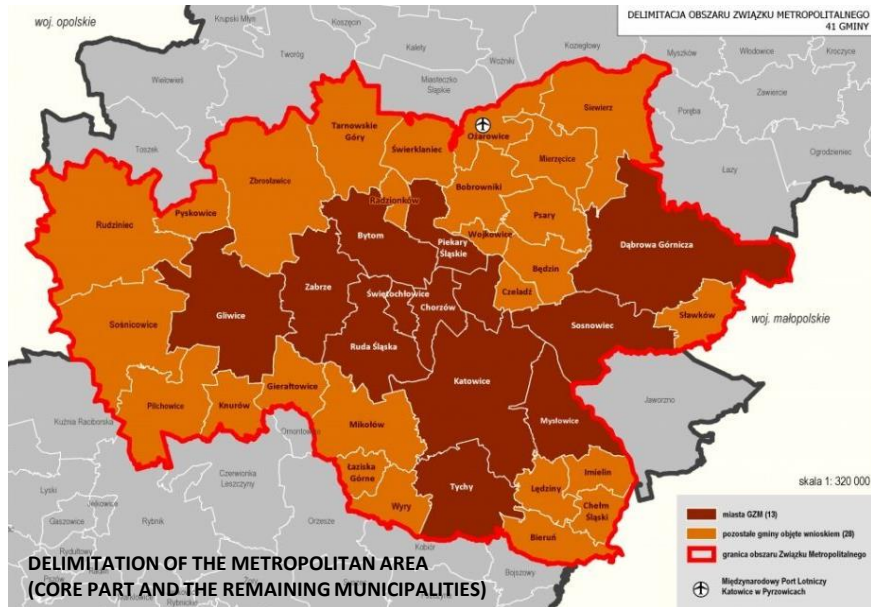 DELIMITACJA OBSZARU ZWIĄZKU METROPOLITALNEGO
41 GMINY
woj. opolskie
Krupski Młyn
Koszęcin
Tworóg
Kalety
Woźniki
Koziegłowy
Myszków
Włodowice
Kroczyce
Wielowieś
Miasteczko
Śląskie
Poręba
Zawiercie
Ogrodzieniec
Łazy
Toszek
Siewierz
Ożarowice
Tarnowskie
Góry
Świerklaniec
Mierzęcice
Zbrosławice
Bobrowniki
Radzionków
Psary
Rudziniec
Pyskowice
Wojkowice
Bytom
Piekary
Śląskie
Dąbrowa Górnicza
Będzin
Zabrze
Świętochłowice
Czeladź
Chorzów
Gliwice
Sośnicowice
Sławków
woj. małopolskie
Sosnowiec
Ruda Śląska
Katowice
Gierałtowice
Pilchowice
Knurów
Mikołów
Mysłowice
Jaworzno
Kuźnia Raciborska
Ornontowice
Czerwionka
Leszczyny
Łaziska
Górne
Tychy
Imielin
Lędziny
Chełm
Śląski
Wyry
Bieruń
Lyski
Jejkowice
Gaszowice
Rybnik
Orzesze
Kobiór
Bojszowy
skala 1: 320 000
miasta GZM (13)
pozostałe gminy objęte wnioskiem (28)
granica obszaru Związku Metropolitalnego
Międzynarodowy Port Lotniczy
Katowice w Pyrzowicach
DELIMITATION OF THE METROPOLITAN AREA
(CORE PART AND THE REMAINING MUNICIPALITIES)